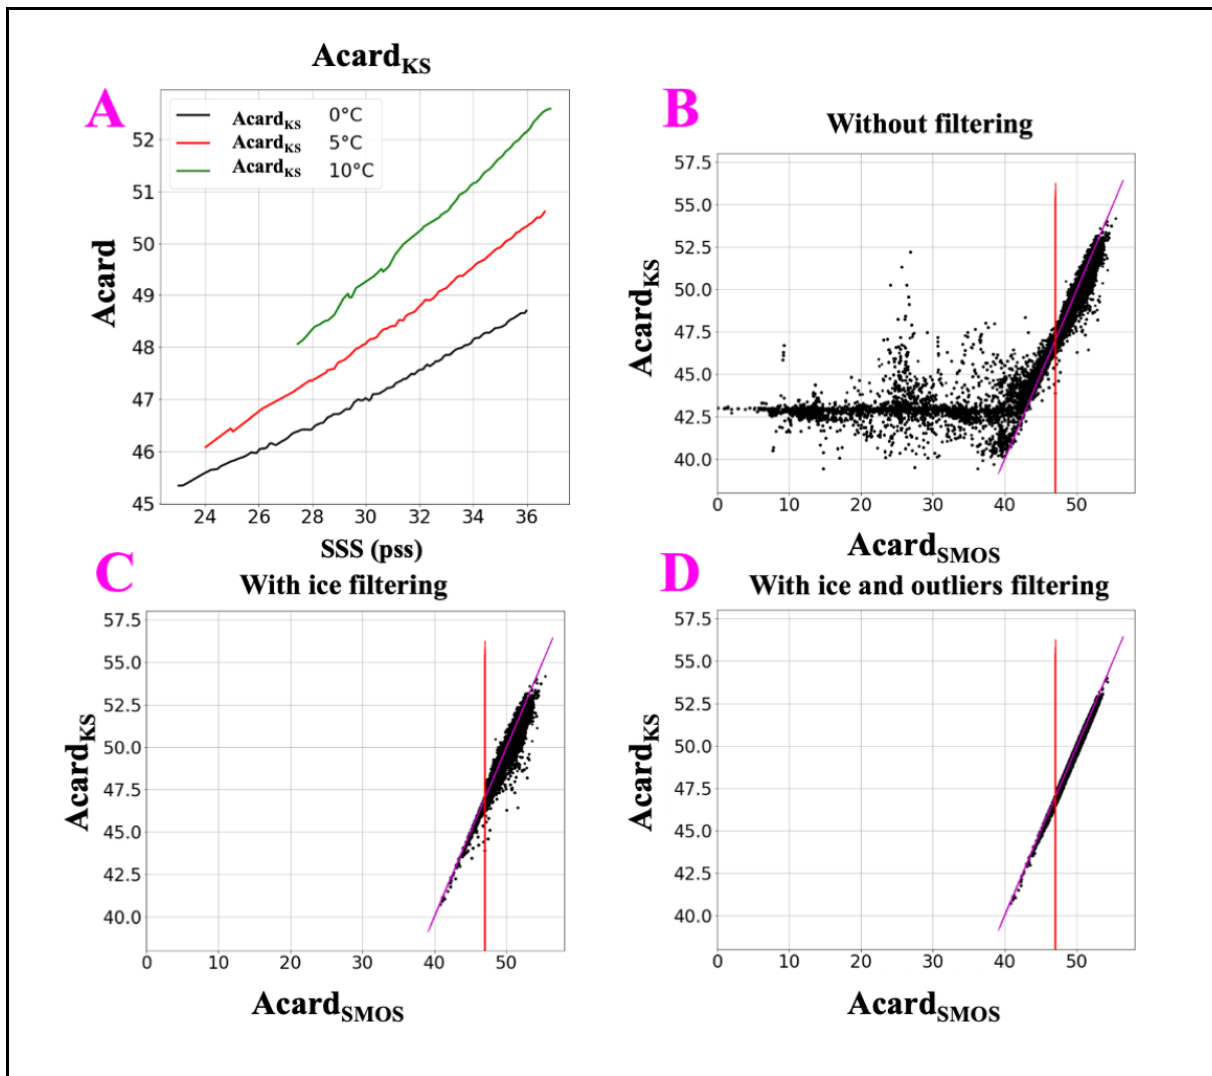 Acard_KS
A
Acard_KS 0°C
Acard_KS 5°C
Acard_KS 10°C
52
51
50
49
48
47
46
45
Acard
24 26 28 30 32 34 36
SSS (pss)
B
Without filtering
57.5
55.0
52.5
50.0
47.5
45.0
42.5
40.0
Acard_KS
0 10 20 30 40 50
Acard_SMOS
C
With ice filtering
57.5
55.0
52.5
50.0
47.5
45.0
42.5
40.0
Acard_KS
0 10 20 30 40 50
Acard_SMOS
D
With ice and outliers filtering
57.5
55.0
52.5
50.0
47.5
45.0
42.5
40.0
Acard_KS
0 10 20 30 40 50
Acard_SMOS